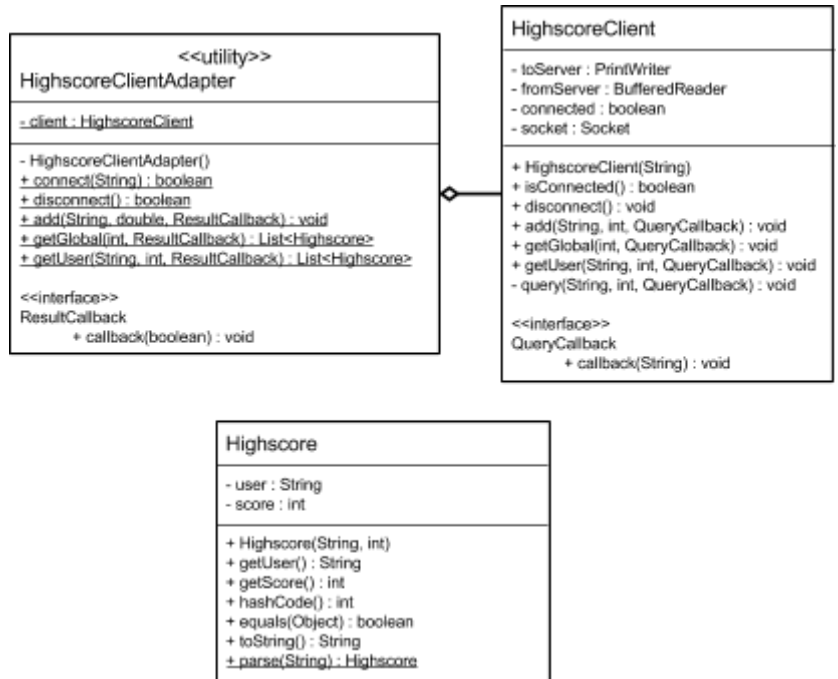 <<utility>>
HighscoreClientAdapter
- client : HighscoreClient
- HighscoreClientAdapter()
+ connect(String) : boolean
+ disconnect() : boolean
+ add(String, double, ResultCallback) : void
+ getGlobal(int, ResultCallback) : List<Highscore>
+ getUser(String, int, ResultCallback) : List<Highscore>
<<interface>>
ResultCallback
+ callback(boolean) : void
HighscoreClient
- toServer : PrintWriter
- fromServer : BufferedReader
- connected : boolean
- socket : Socket
+ HighscoreClient(String)
+ isConnected() : boolean
+ disconnect() : void
+ add(String, int, QueryCallback) : void
+ getGlobal(int, QueryCallback) : void
+ getUser(String, int, QueryCallback) : void
- query(String, int, QueryCallback) : void
<<interface>>
QueryCallback
+ callback(String) : void
Highscore
- user : String
- score : int
+ Highscore(String, int)
+ getUser() : String
+ getScore() : int
+ hashCode() : int
+ equals(Object) : boolean
+ toString() : String
+ parse(String) : Highscore